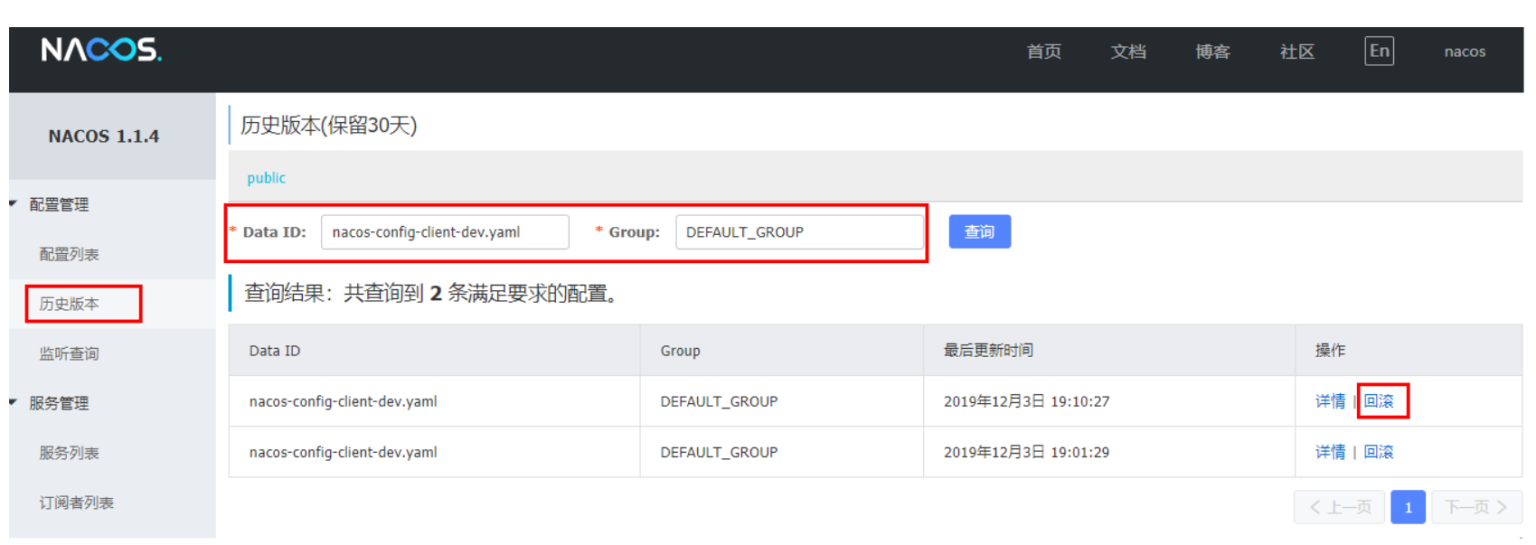 NACOS. 首页 文档 博客 社区 En nacos
NACOS 1.1.4
配置管理
配置列表
历史版本
监听查询
服务管理
服务列表
订阅者列表
历史版本(保留30天)
public
* Data ID: nacos-config-client-dev.yaml * Group: DEFAULT_GROUP 查询
查询结果：共查询到 2 条满足要求的配置。
Data ID Group 最后更新时间 操作
nacos-config-client-dev.yaml DEFAULT_GROUP 2019年12月3日 19:10:27 详情 | 回滚
nacos-config-client-dev.yaml DEFAULT_GROUP 2019年12月3日 19:01:29 详情 | 回滚
< 上一页 1 下一页 >